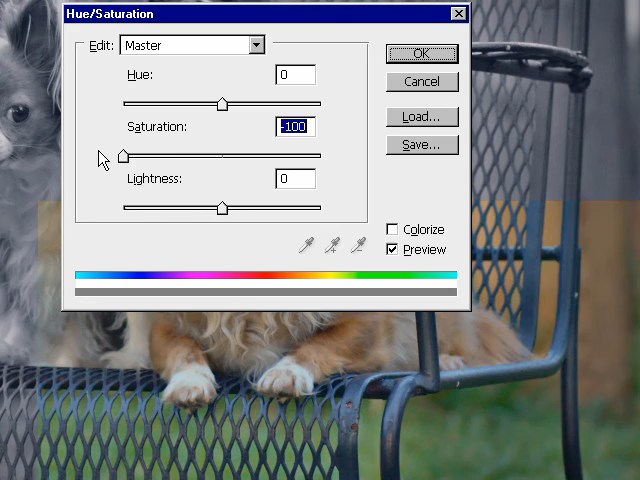 Hue/Saturation
Edit: Master
OK
Hue: 0
Cancel
Load...
Saturation: -100
Save...
Lightness: 0
Colorize
Preview